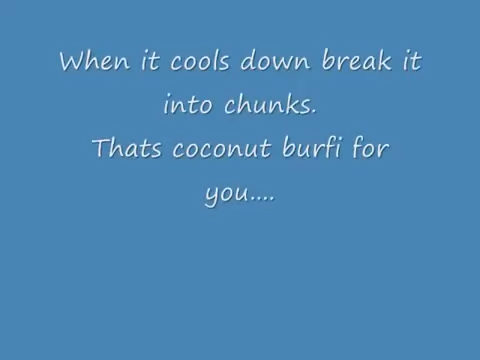 When it cools down break it
into chunks.
Thats coconut burfi for
you....